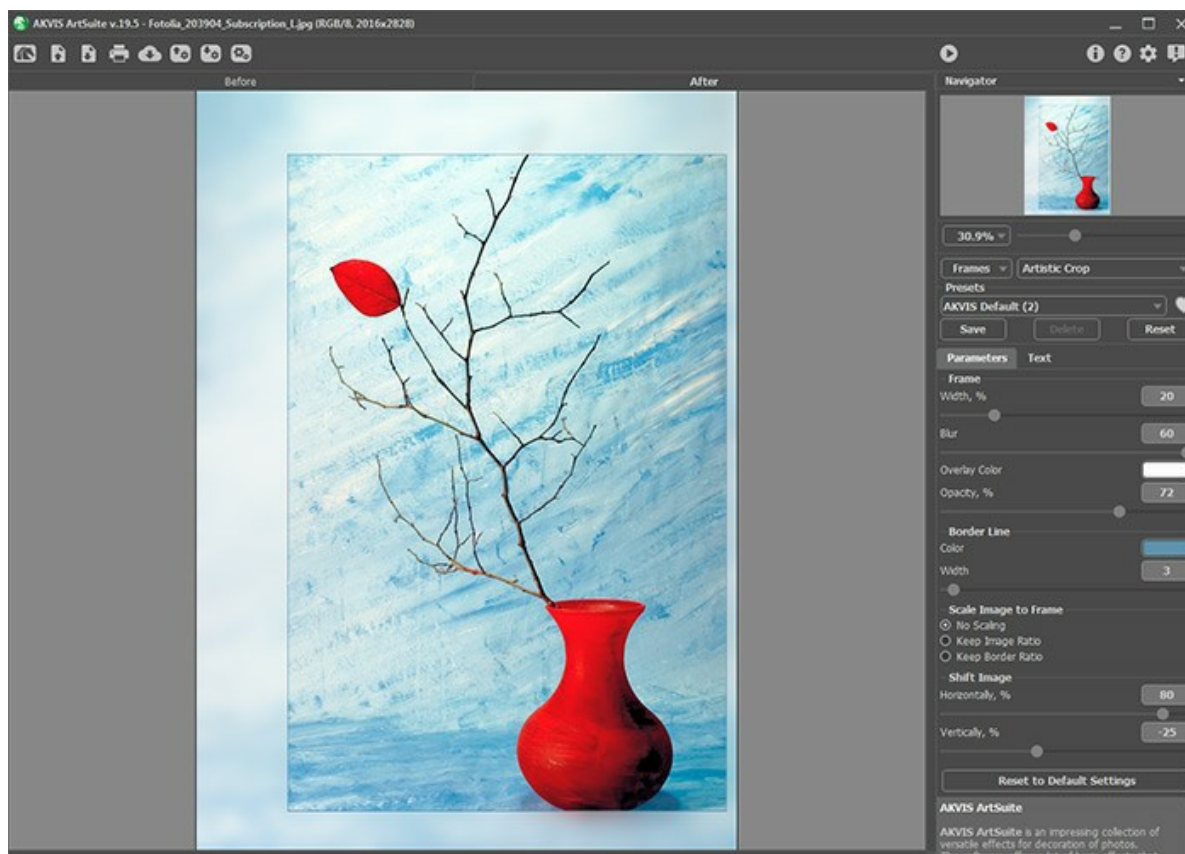 AKVIS ArtSuite v.19.5 - Fotolia_203904_Subscription_L.jpg (RGB/8, 2016x2828)
Before
After
Navigator
30.9%
Frames
Artistic Crop
Presets
AKVIS Default (2)
Save
Delete
Reset
Parameters
Text
Frame
Width, %
20
Blur
60
Overlay Color
Opacity, %
72
Border Line
Color
Width
3
Scale Image to Frame
No Scaling
Keep Image Ratio
Keep Border Ratio
Shift Image
Horizontally, %
80
Vertically, %
-25
Reset to Default Settings
AKVIS ArtSuite
AKVIS ArtSuite is an impressing collection of
versatile effects for decoration of photos.